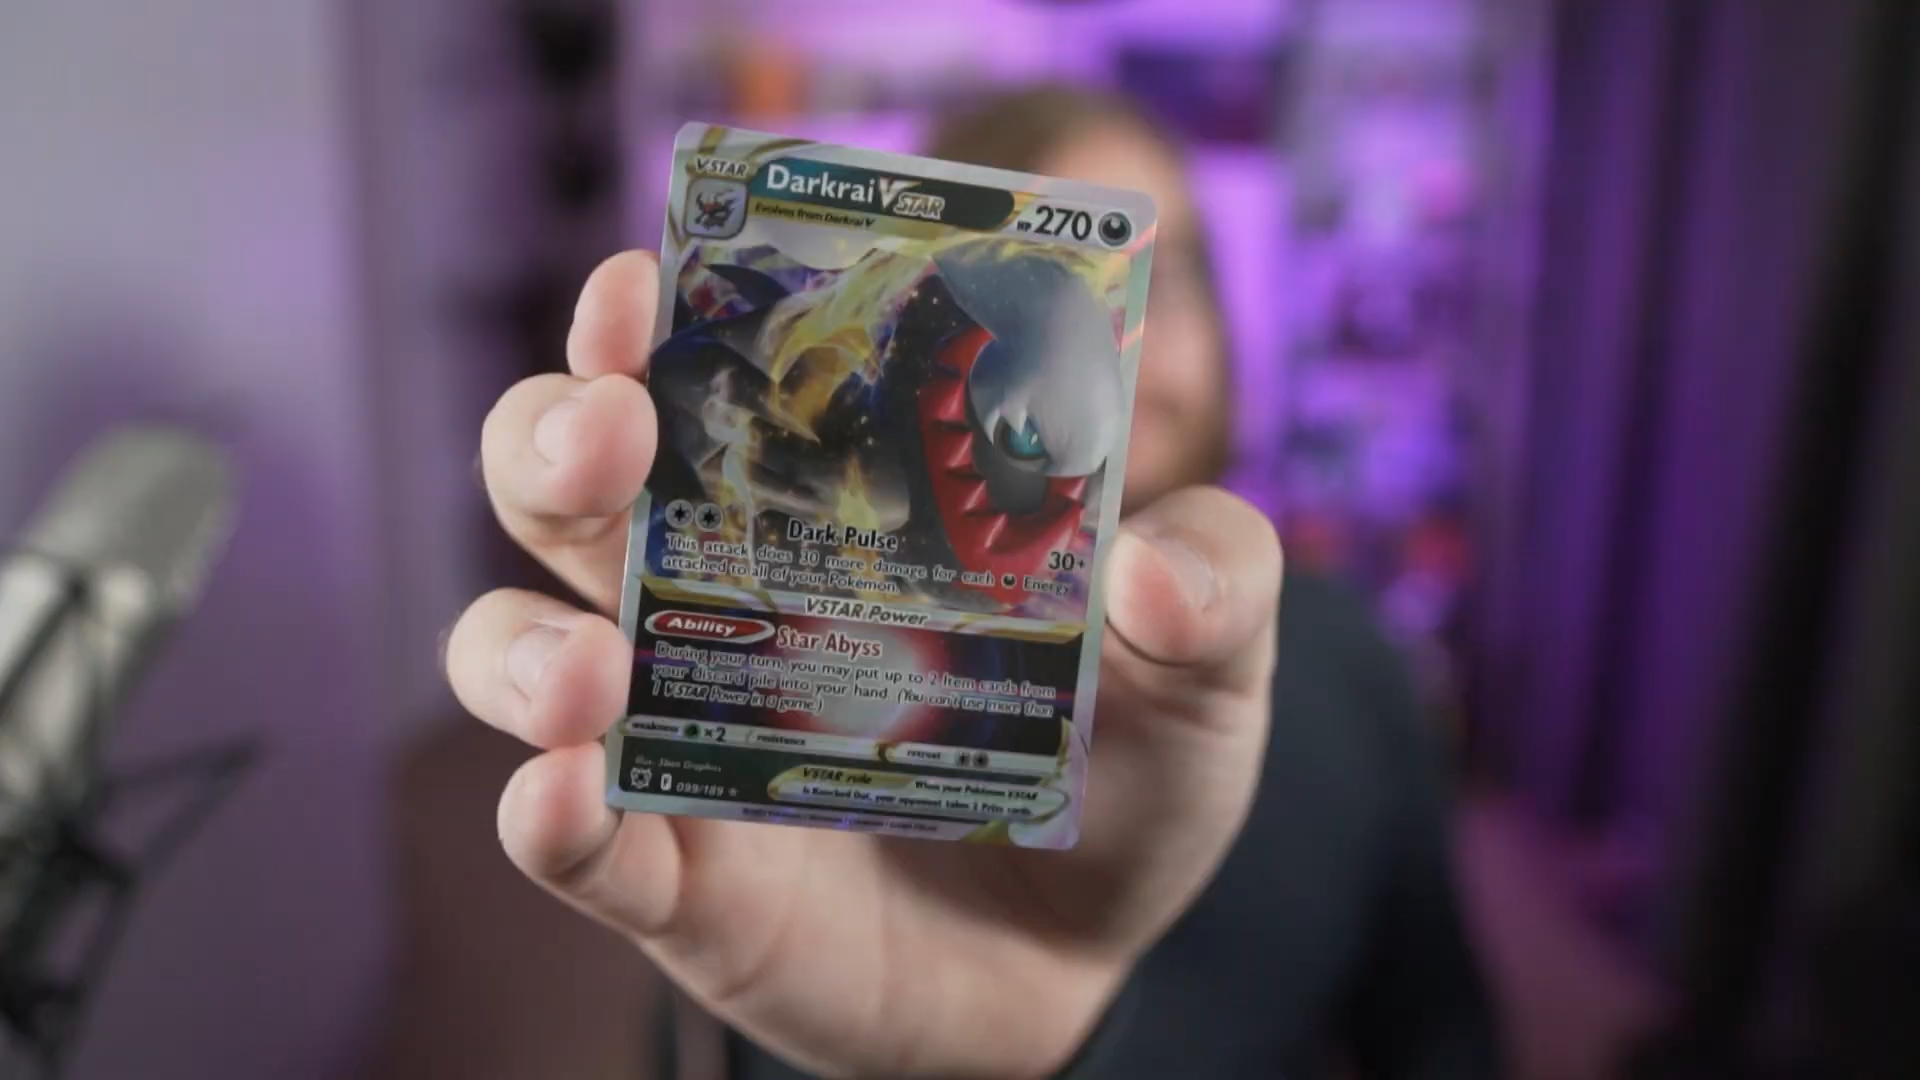 VSTAR
Darkrai VSTAR
Evolves from Darkrai V
HP 270
Dark Pulse
30+
This attack does 30 more damage for each Energy
attached to all of your Pokémon.
VSTAR Power
Ability Star Abyss
During your turn, you may put up to 2 Item cards from
your discard pile into your hand. (You can't use more than
1 VSTAR Power in a game.)
weakness ×2 resistance retreat
VSTAR rule When your Pokémon VSTAR
is Knocked Out, your opponent takes 2 Prize cards.
Illus. 5ban Graphics
F 099/189